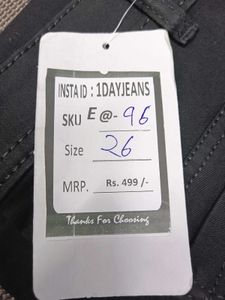 INSTA ID : 1DAYJEANS
SKU E @- 96
Size 26
MRP. Rs. 499 /-
Thanks For Choosing